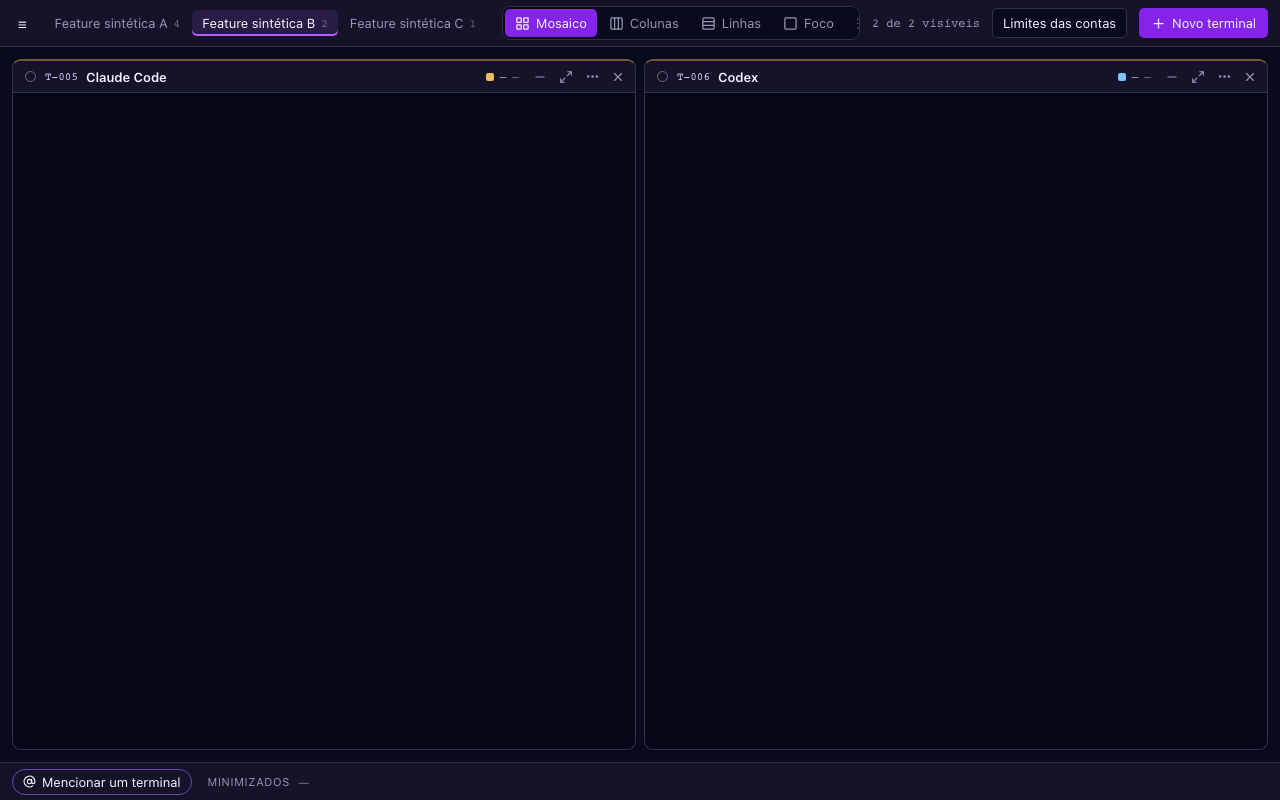 ≡ Feature sintética A 4 Feature sintética B 2 Feature sintética C 1 Mosaico Colunas Linhas Foco 2 de 2 visíveis Limites das contas + Novo terminal
T-005 Claude Code — —
T-006 Codex — —
@ Mencionar um terminal MINIMIZADOS —